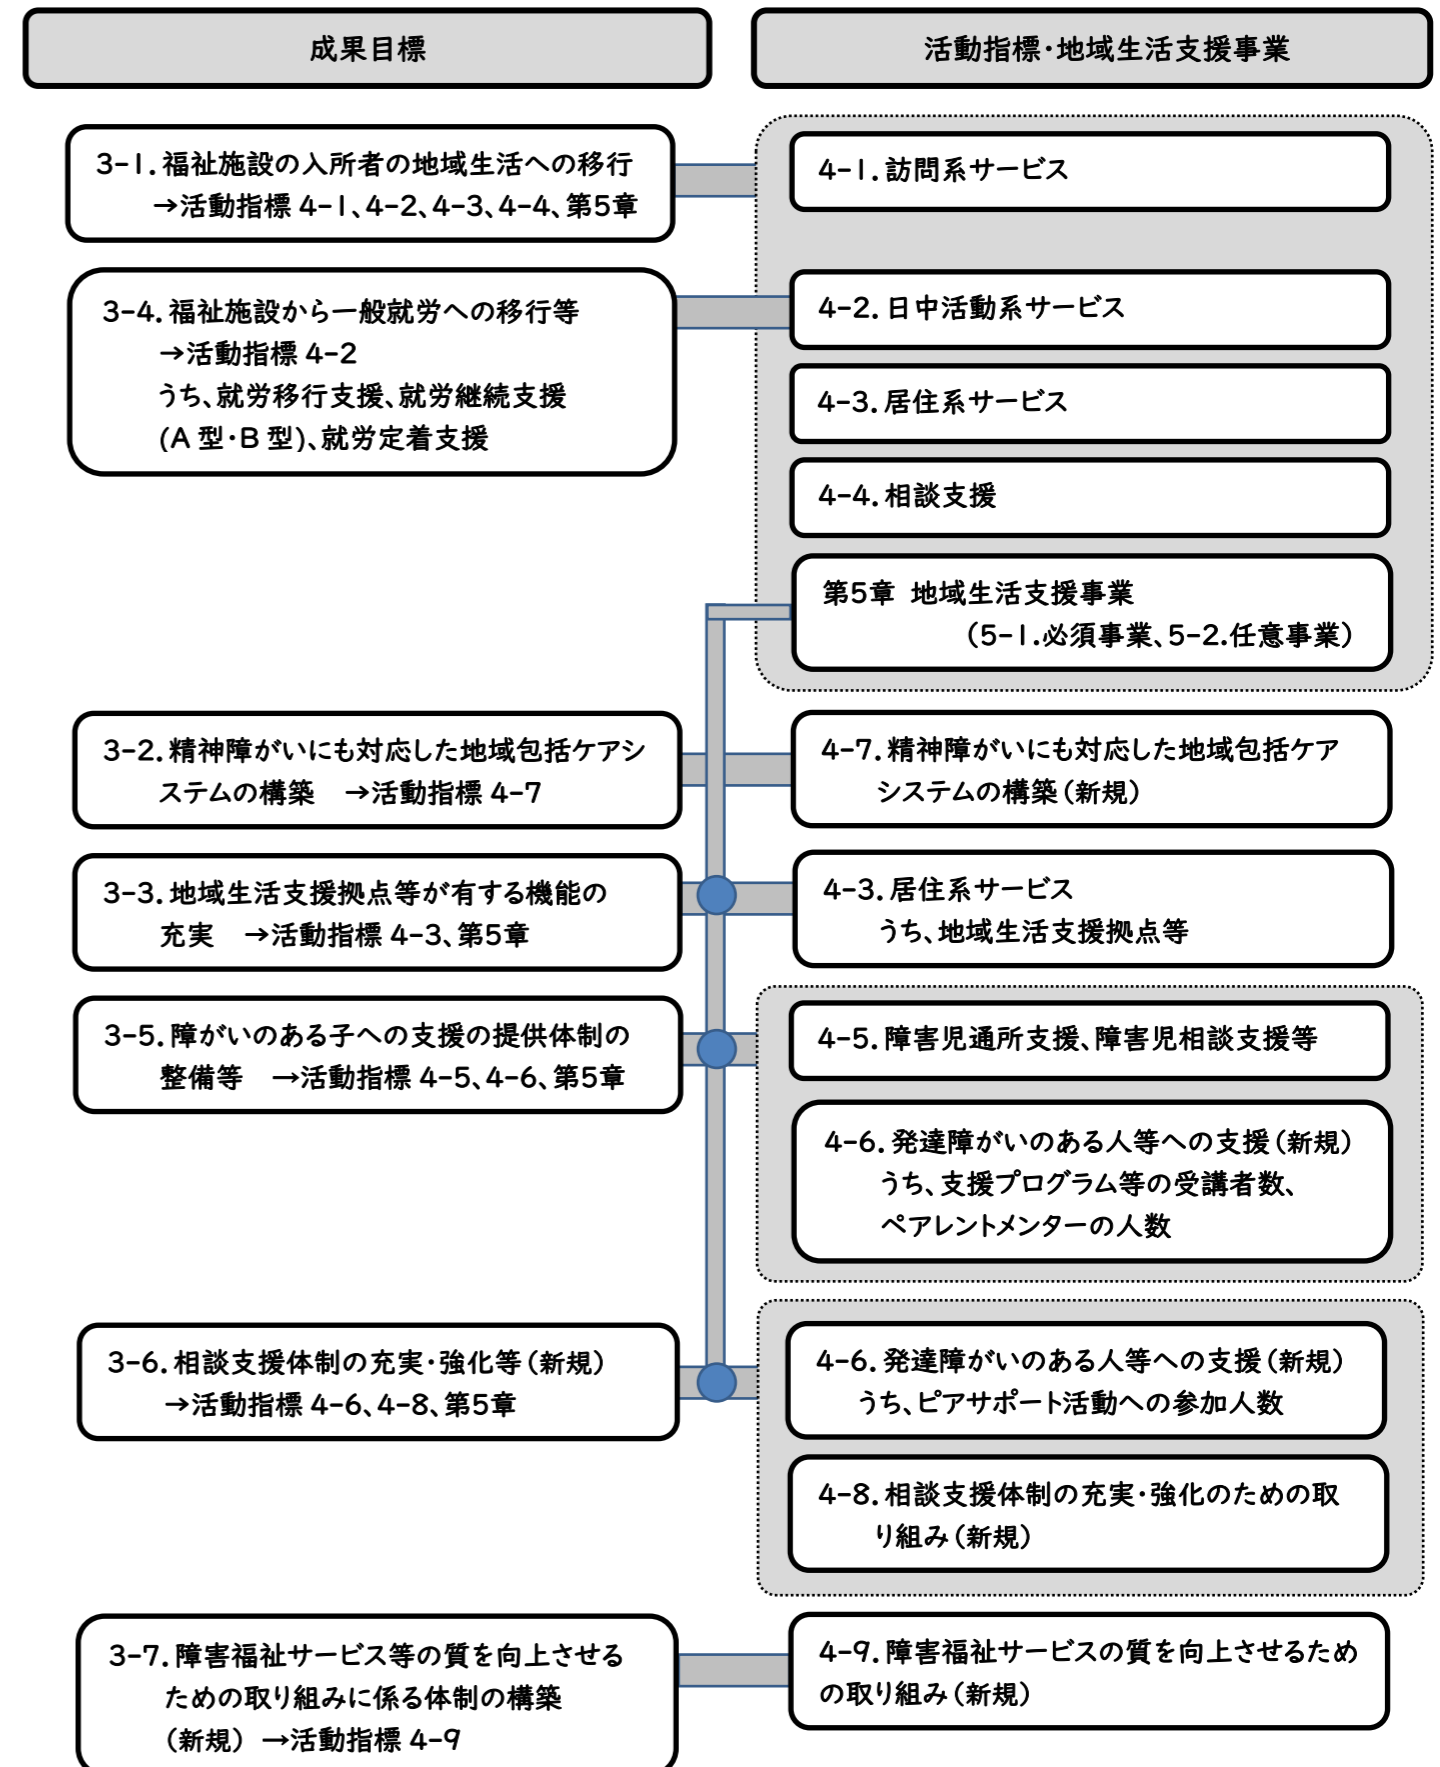 成果目標
活動指標・地域生活支援事業
3-1.福祉施設の入所者の地域生活への移行
→活動指標 4-1、4-2、4-3、4-4、第5章
4-1.訪問系サービス
3-4.福祉施設から一般就労への移行等
→活動指標 4-2
うち、就労移行支援、就労継続支援
(A 型・B 型)、就労定着支援
4-2.日中活動系サービス
4-3.居住系サービス
4-4.相談支援
第5章 地域生活支援事業
（5-1.必須事業、5-2.任意事業）
3-2.精神障がいにも対応した地域包括ケアシ
ステムの構築　→活動指標 4-7
4-7.精神障がいにも対応した地域包括ケア
システムの構築（新規）
3-3.地域生活支援拠点等が有する機能の
充実　→活動指標 4-3、第5章
4-3.居住系サービス
うち、地域生活支援拠点等
3-5.障がいのある子への支援の提供体制の
整備等　→活動指標 4-5、4-6、第5章
4-5.障害児通所支援、障害児相談支援等
4-6.発達障がいのある人等への支援（新規）
うち、支援プログラム等の受講者数、
ペアレントメンターの人数
3-6.相談支援体制の充実・強化等（新規）
→活動指標 4-6、4-8、第5章
4-6.発達障がいのある人等への支援（新規）
うち、ピアサポート活動への参加人数
4-8.相談支援体制の充実・強化のための取
り組み（新規）
3-7.障害福祉サービス等の質を向上させる
ための取り組みに係る体制の構築
（新規）　→活動指標 4-9
4-9.障害福祉サービスの質を向上させるため
の取り組み（新規）